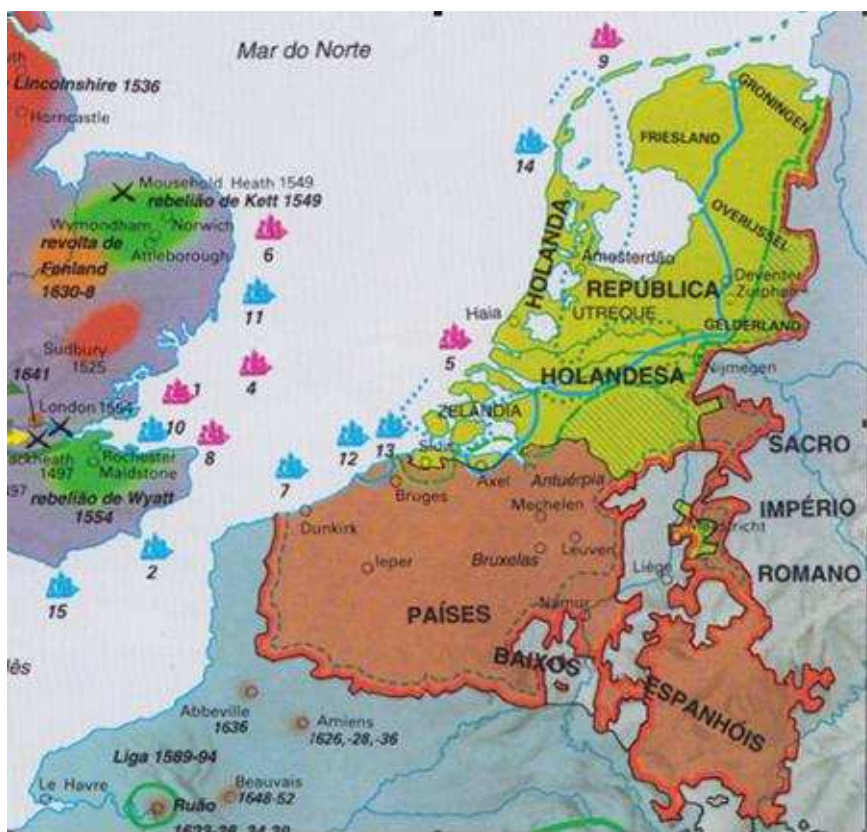 Mar do Norte
9
Lincolnshire 1536
Horncastle
GRONINGEN
FRIESLAND
14
Mousehold Heath 1549
rebelião de Kett 1549
Wymondham
Norwich
revolta de
Attleborough
Fenland
1630-8
6
HOLANDA
OVERIJSSEL
Amesterdão
11
REPÚBLICA
Deventer
Zutphen
Haia
UTREQUE
GELDERLAND
Sudbury
1525
5
4
HOLANDESA
Nijmegen
1641
1
London 1554
ZELÂNDIA
10
8
12
13
SACRO
Rochester
Maidstone
1497
rebelião de Wyatt
1554
7
Sluis
Axel
Antuérpia
Bruges
Mechelen
IMPÉRIO
Dunkirk
Maastricht
Ieper
Bruxelas
Leuven
Liège
ROMANO
2
15
PAÍSES
Namur
BAIXOS
ESPANHÓIS
Abbeville
1636
Amiens
1626,-28,-36
Liga 1589-94
Le Havre
Beauvais
1648-52
Ruão